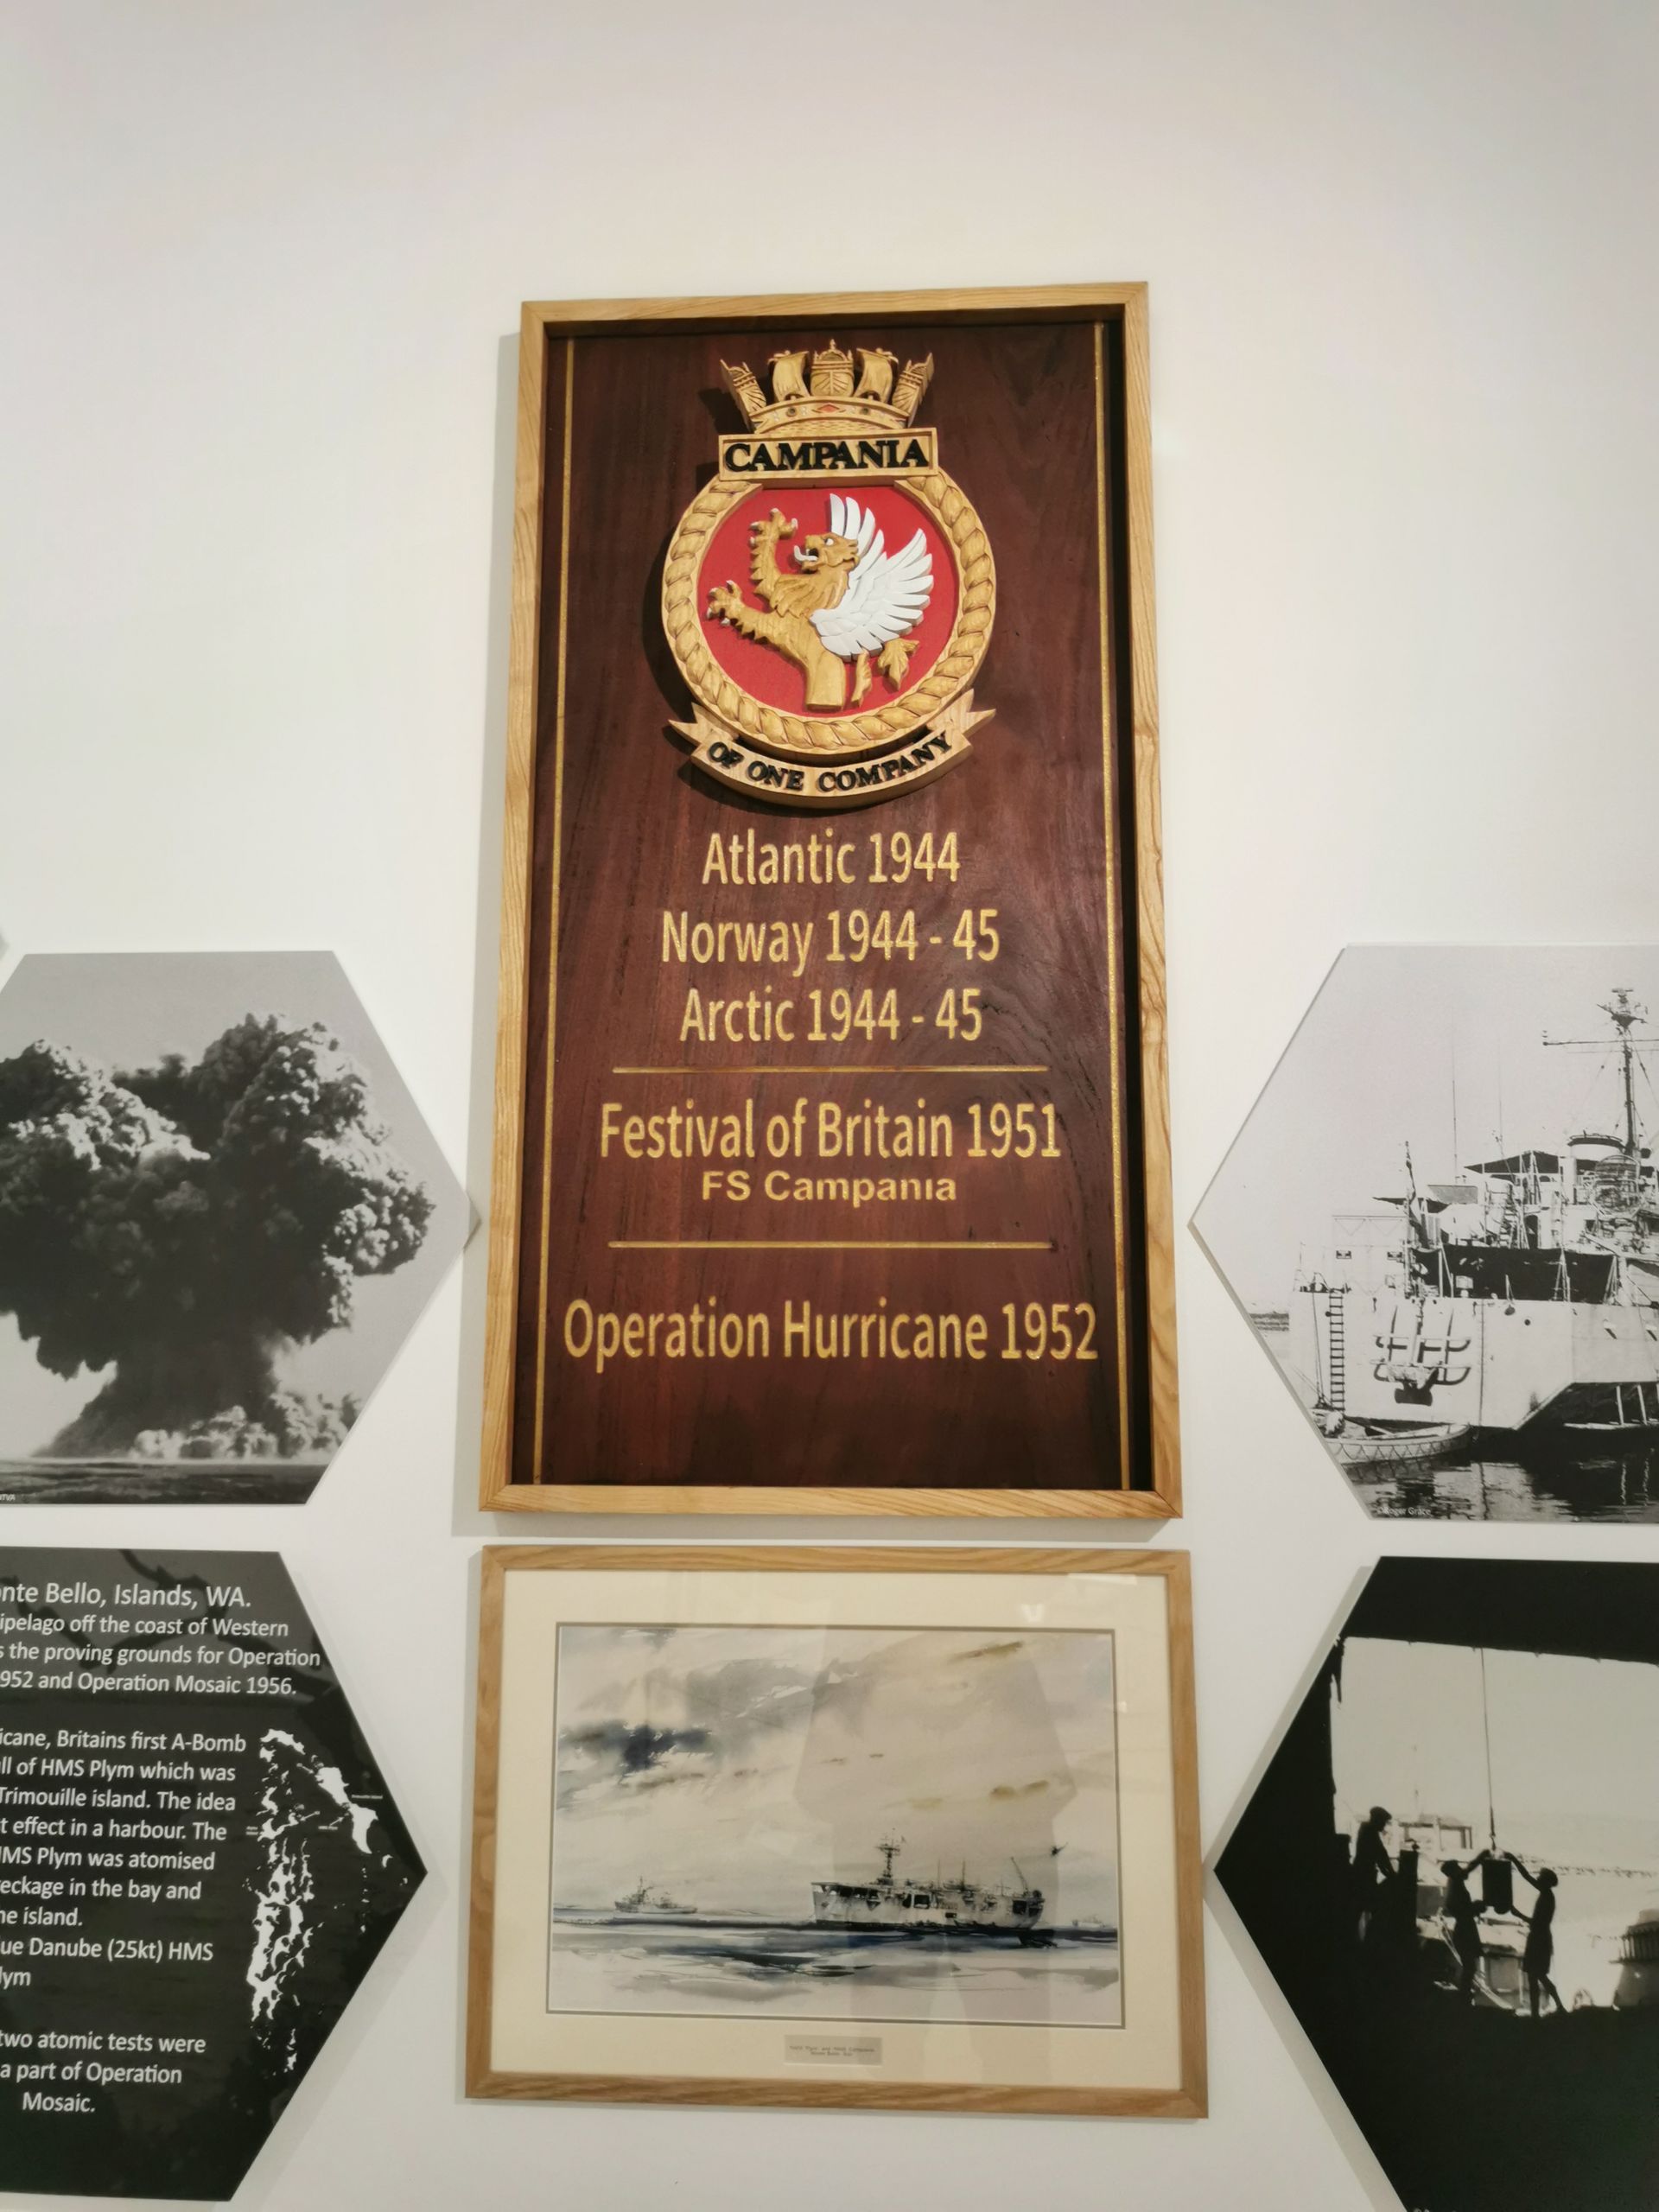 CAMPANIA
OF ONE COMPANY
Atlantic 1944
Norway 1944 - 45
Arctic 1944 - 45
Festival of Britain 1951
FS Campania
Operation Hurricane 1952
nte Bello, Islands, WA.
ipelago off the coast of Western
s the proving grounds for Operation
952 and Operation Mosaic 1956.
icane, Britains first A-Bomb
ll of HMS Plym which was
Trimouille island. The idea
t effect in a harbour. The
HMS Plym was atomised
reckage in the bay and
he island.
lue Danube (25kt) HMS
lym
two atomic tests were
a part of Operation
Mosaic.
Roger Grace